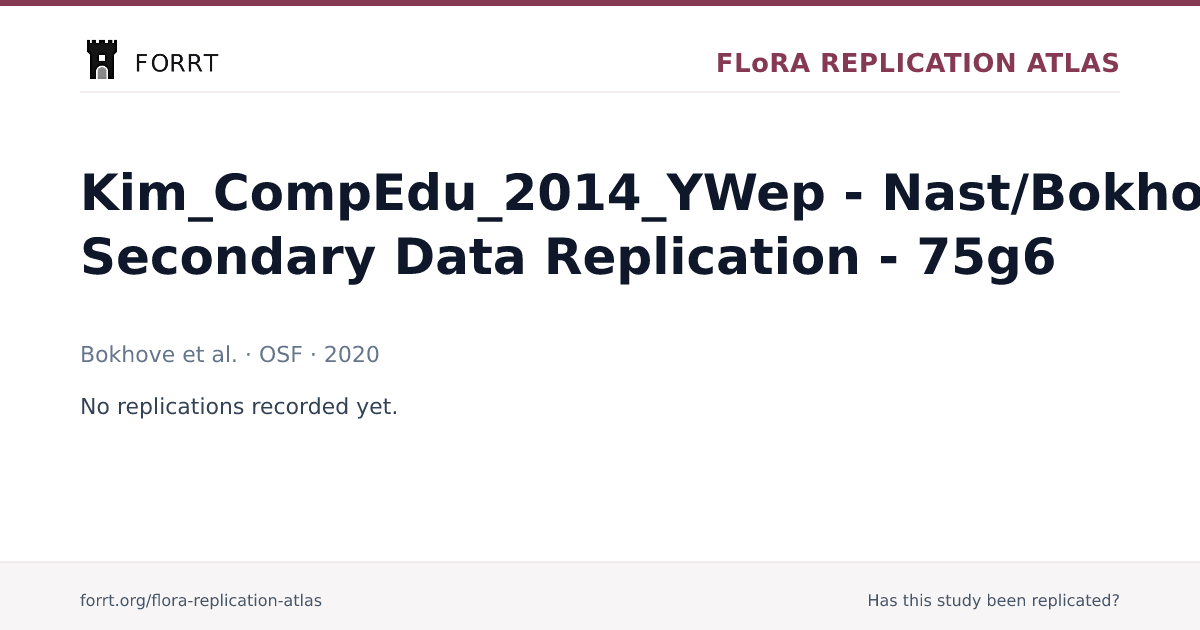 FORRT
FLoRA REPLICATION ATLAS
Kim_CompEdu_2014_YWep - Nast/Bokho
Secondary Data Replication - 75g6
Bokhove et al. · OSF · 2020
No replications recorded yet.
forrt.org/flora-replication-atlas
Has this study been replicated?